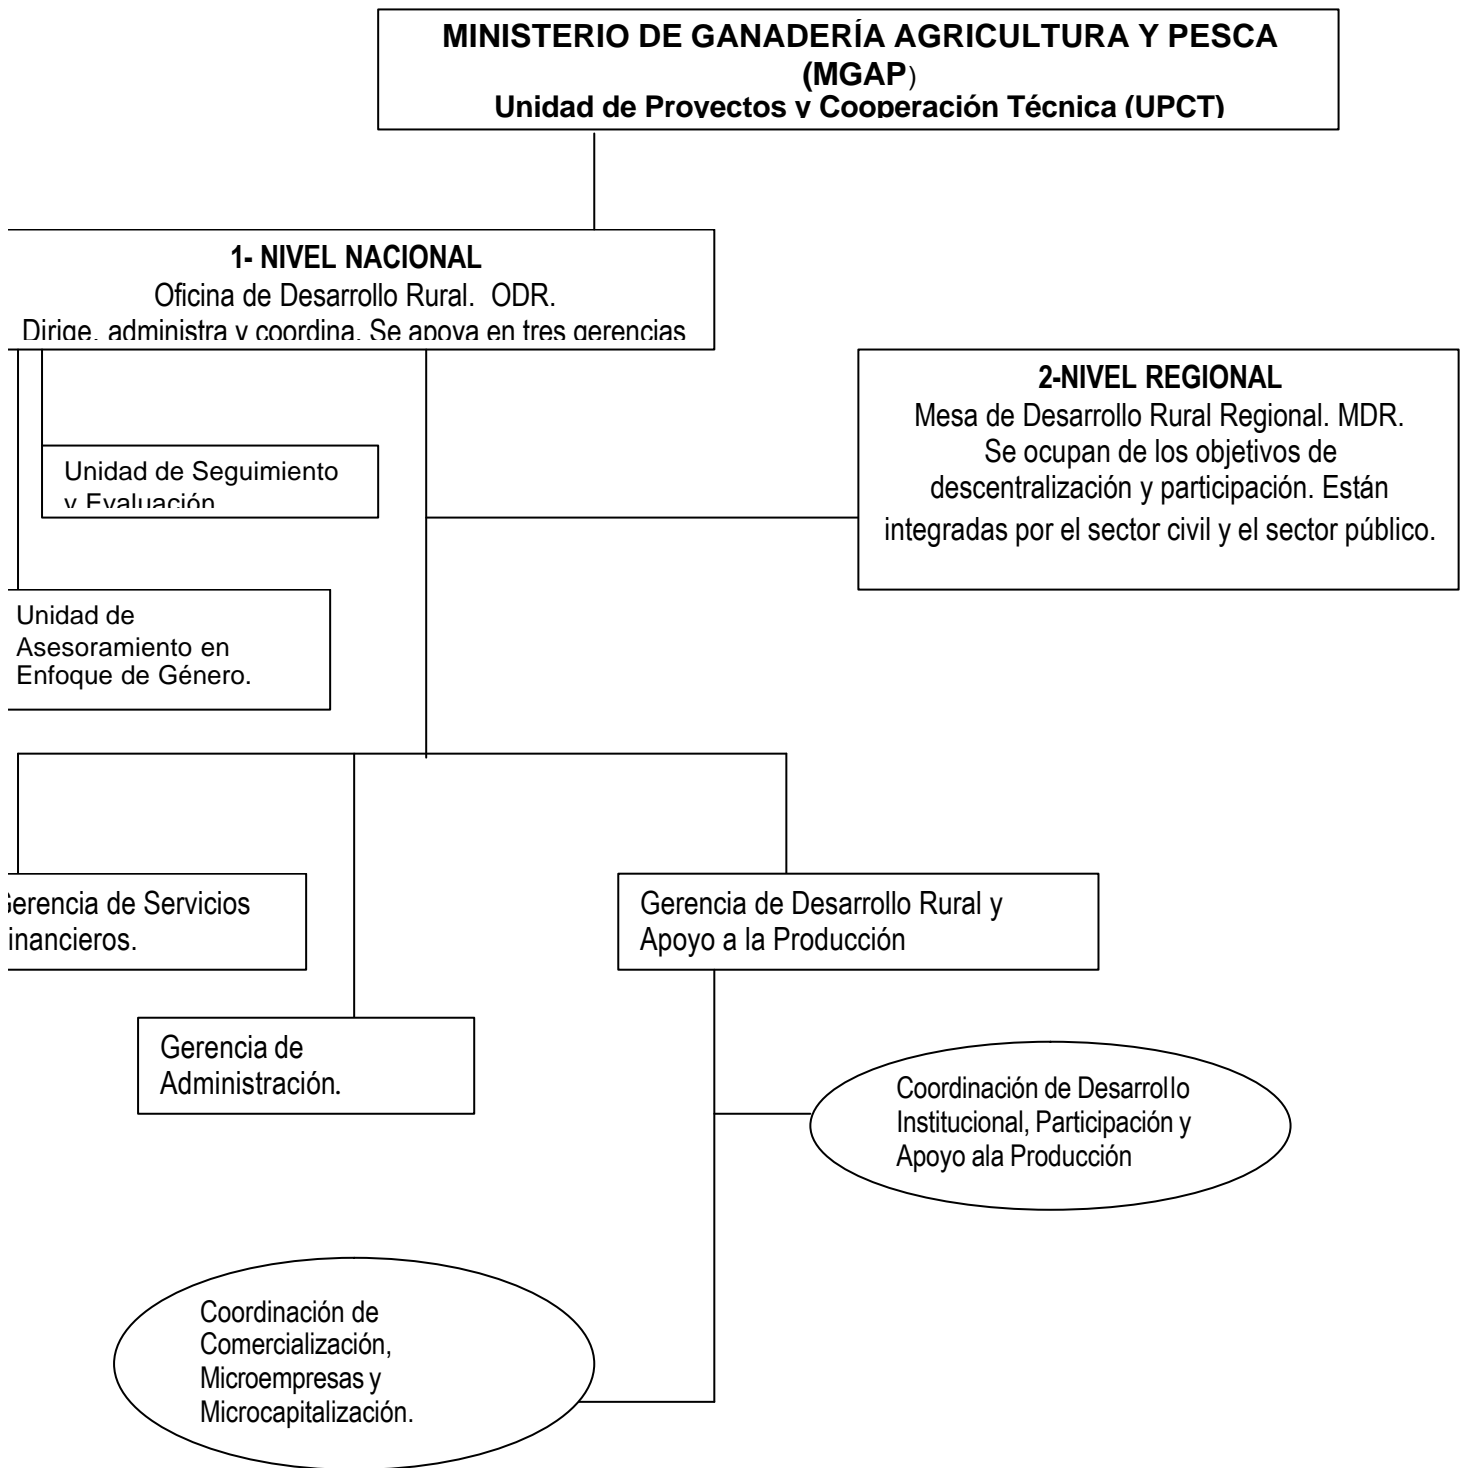 MINISTERIO DE GANADERÍA AGRICULTURA Y PESCA
(MGAP)
Unidad de Proyectos y Cooperación Técnica (UPCT)
1- NIVEL NACIONAL
Oficina de Desarrollo Rural. ODR.
Dirige, administra y coordina. Se apoya en tres gerencias
2-NIVEL REGIONAL
Mesa de Desarrollo Rural Regional. MDR.
Se ocupan de los objetivos de
descentralización y participación. Están
integradas por el sector civil y el sector público.
Unidad de Seguimiento
y Evaluación
Unidad de
Asesoramiento en
Enfoque de Género.
Gerencia de Servicios
inancieros.
Gerencia de Desarrollo Rural y
Apoyo a la Producción
Gerencia de
Administración.
Coordinación de Desarrollo
Institucional, Participación y
Apoyo ala Producción
Coordinación de
Comercialización,
Microempresas y
Microcapitalización.